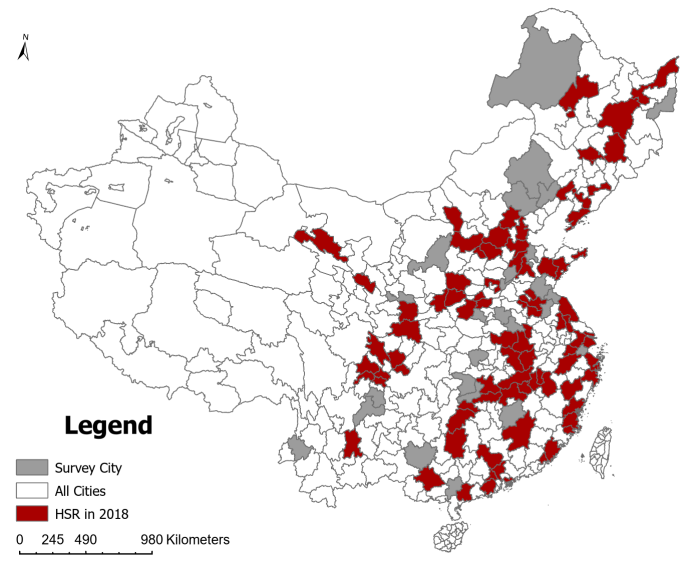 N
Legend
Survey City
All Cities
HSR in 2018
0 245 490 980 Kilometers